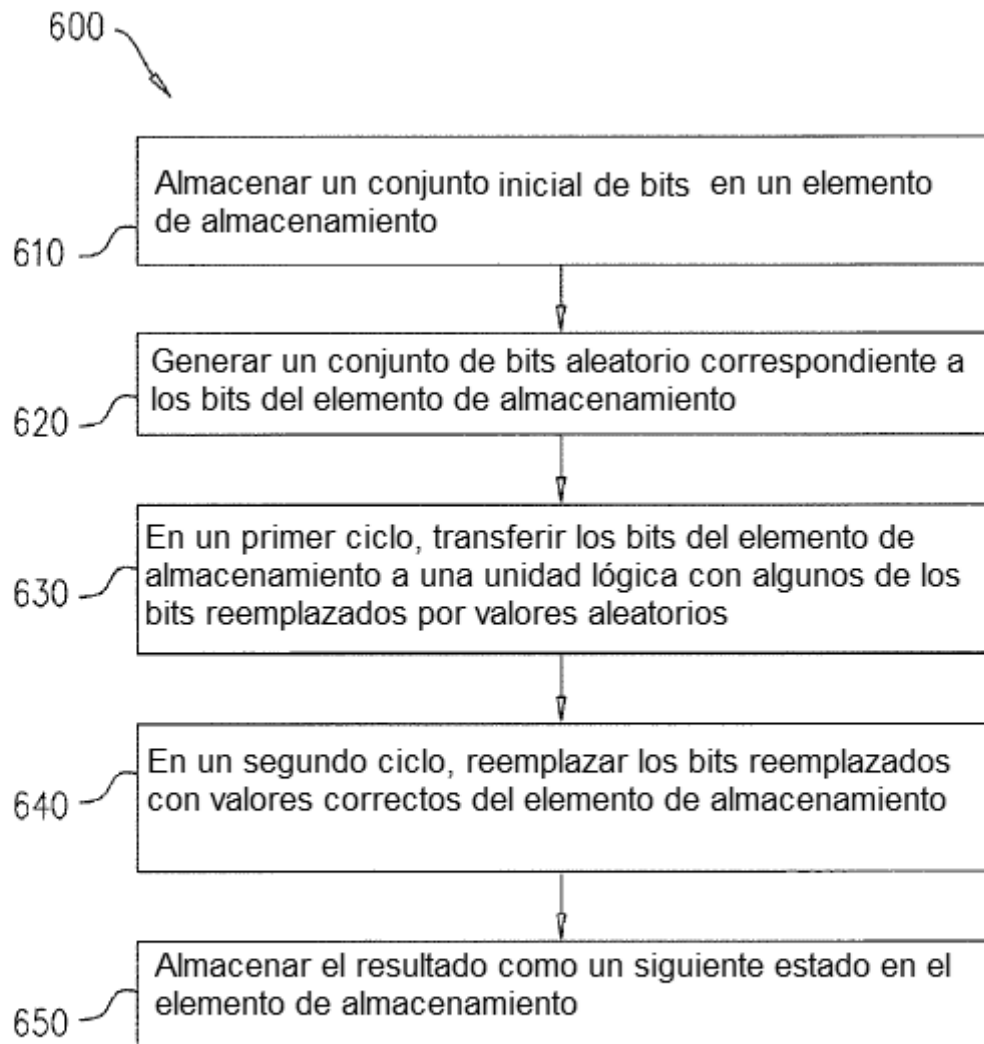 600
Almacenar un conjunto inicial de bits en un elemento
de almacenamiento
610
Generar un conjunto de bits aleatorio correspondiente a
los bits del elemento de almacenamiento
620
En un primer ciclo, transferir los bits del elemento de
almacenamiento a una unidad lógica con algunos de los
bits reemplazados por valores aleatorios
630
En un segundo ciclo, reemplazar los bits reemplazados
con valores correctos del elemento de almacenamiento
640
Almacenar el resultado como un siguiente estado en el
elemento de almacenamiento
650